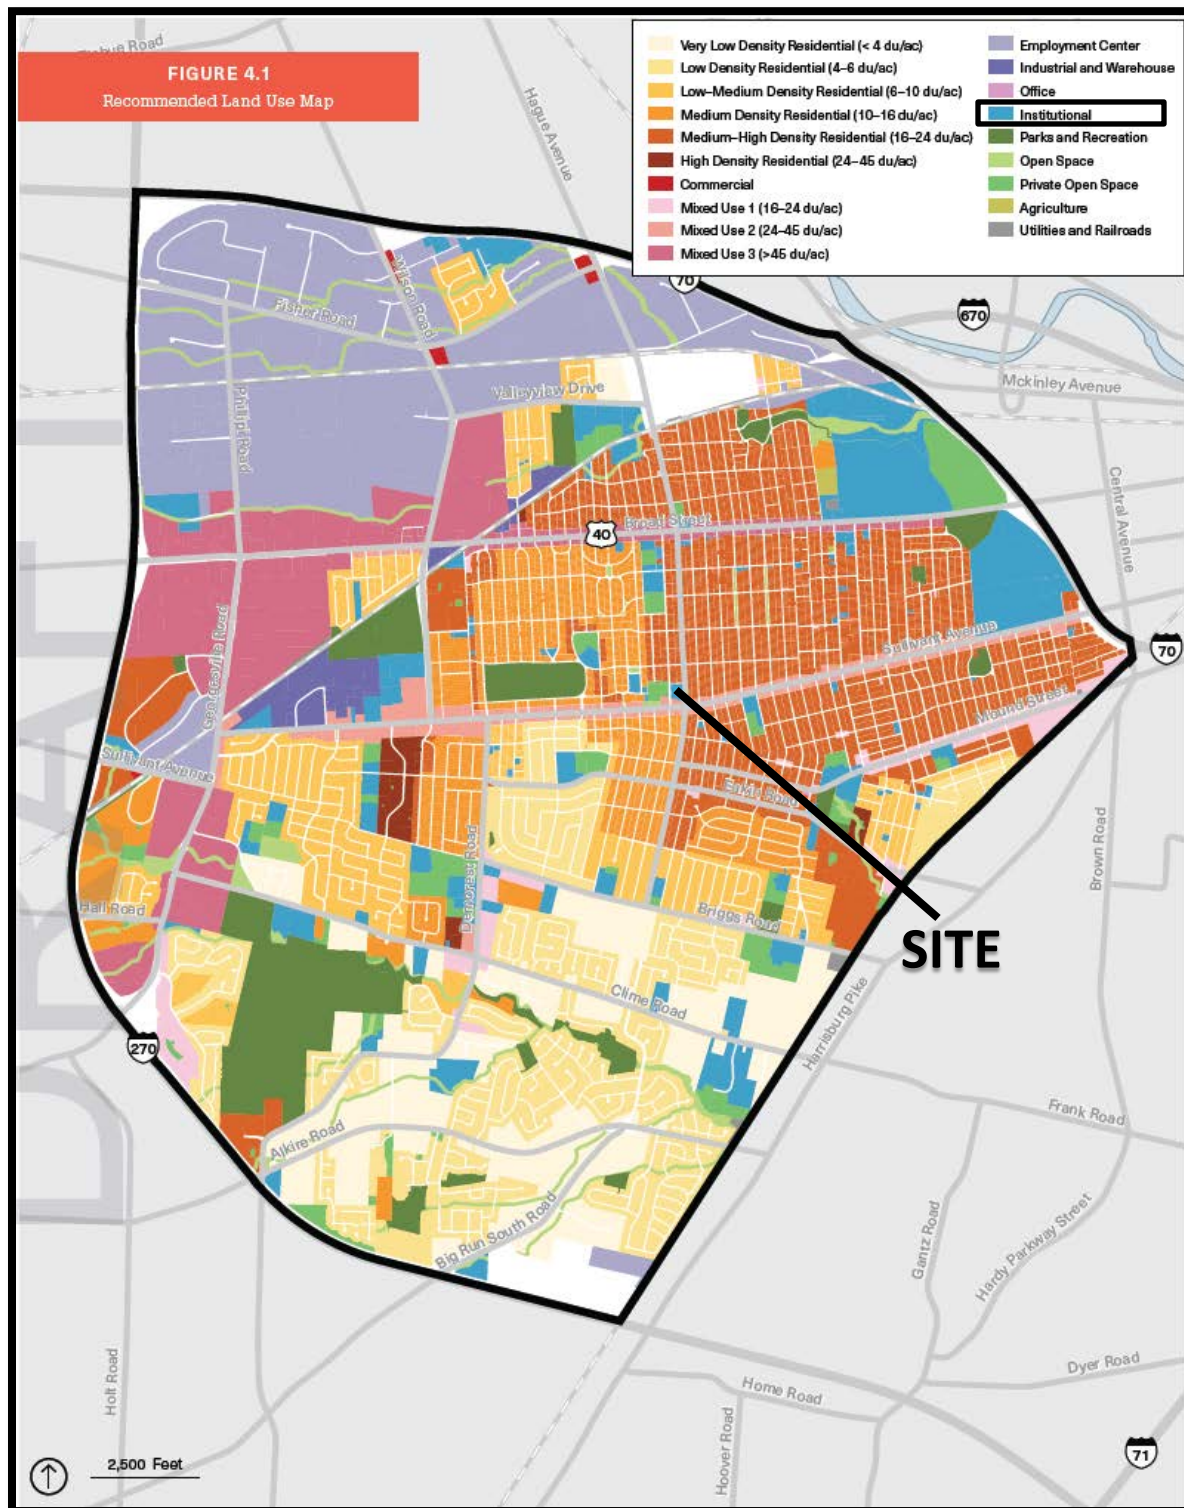 FIGURE 4.1
Recommended Land Use Map
Very Low Density Residential (< 4 du/ac)
Low Density Residential (4–6 du/ac)
Low–Medium Density Residential (6–10 du/ac)
Medium Density Residential (10–16 du/ac)
Medium–High Density Residential (16–24 du/ac)
High Density Residential (24–45 du/ac)
Commercial
Mixed Use 1 (16–24 du/ac)
Mixed Use 2 (24–45 du/ac)
Mixed Use 3 (>45 du/ac)
Employment Center
Industrial and Warehouse
Office
Institutional
Parks and Recreation
Open Space
Private Open Space
Agriculture
Utilities and Railroads
Road
Hague Avenue
70
670
Wilson Road
Fisher Road
Mckinley Avenue
Valleyview Drive
Phillipi Road
Central Avenue
Broad Street
40
Sullivant Avenue
70
Georgesville Road
Mound Street
Sullivant Avenue
Eakin Road
Demorest Road
Brown Road
Hall Road
Briggs Road
SITE
Clime Road
Harrisburg Pike
270
Frank Road
Alkire Road
Big Run South Road
Gantz Road
Hardy Parkway Street
Holt Road
Home Road
Dyer Road
Hoover Road
71
2,500 Feet
DRAFT